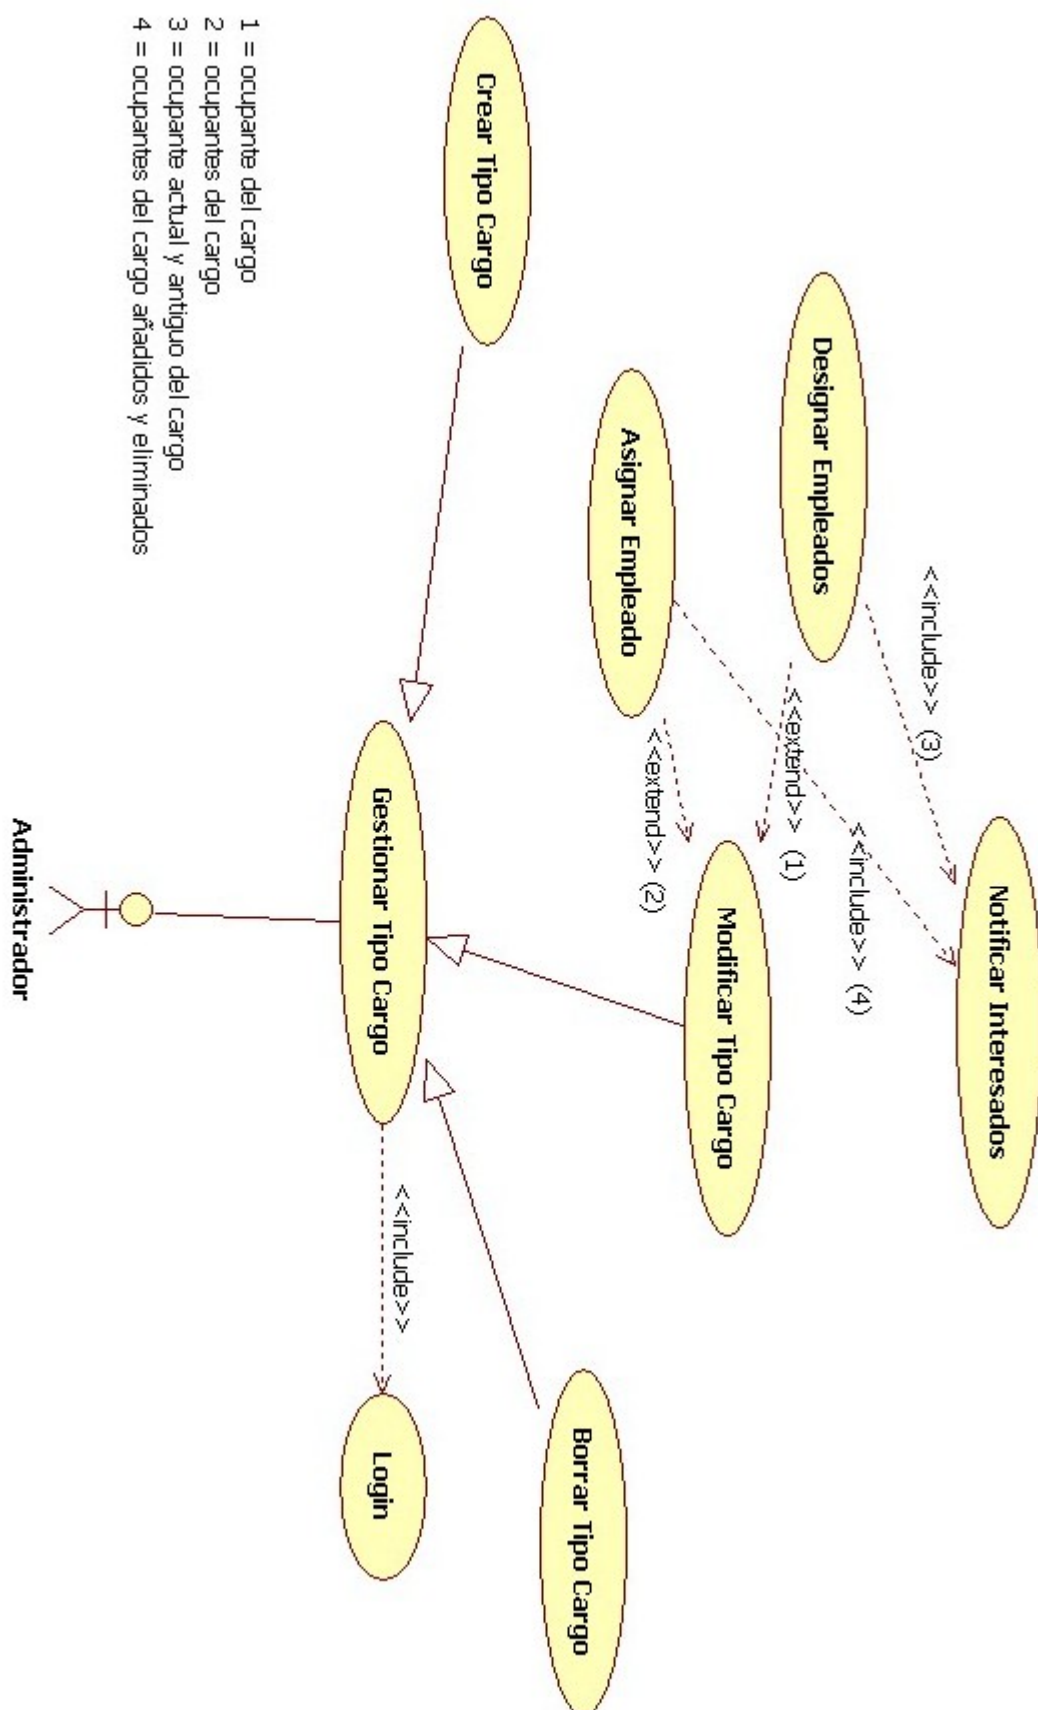 Notificar Interesados
<<include>> (3)
Designar Empleados
<<extend>> (1)
<<include>> (4)
Modificar Tipo Cargo
Asignar Empleado
<<extend>> (2)
Borrar Tipo Cargo
Crear Tipo Cargo
Gestionar Tipo Cargo
<<include>>
Login
Administrador
1 = ocupante del cargo
2 = ocupantes del cargo
3 = ocupante actual y antiguo del cargo
4 = ocupantes del cargo añadidos y eliminados